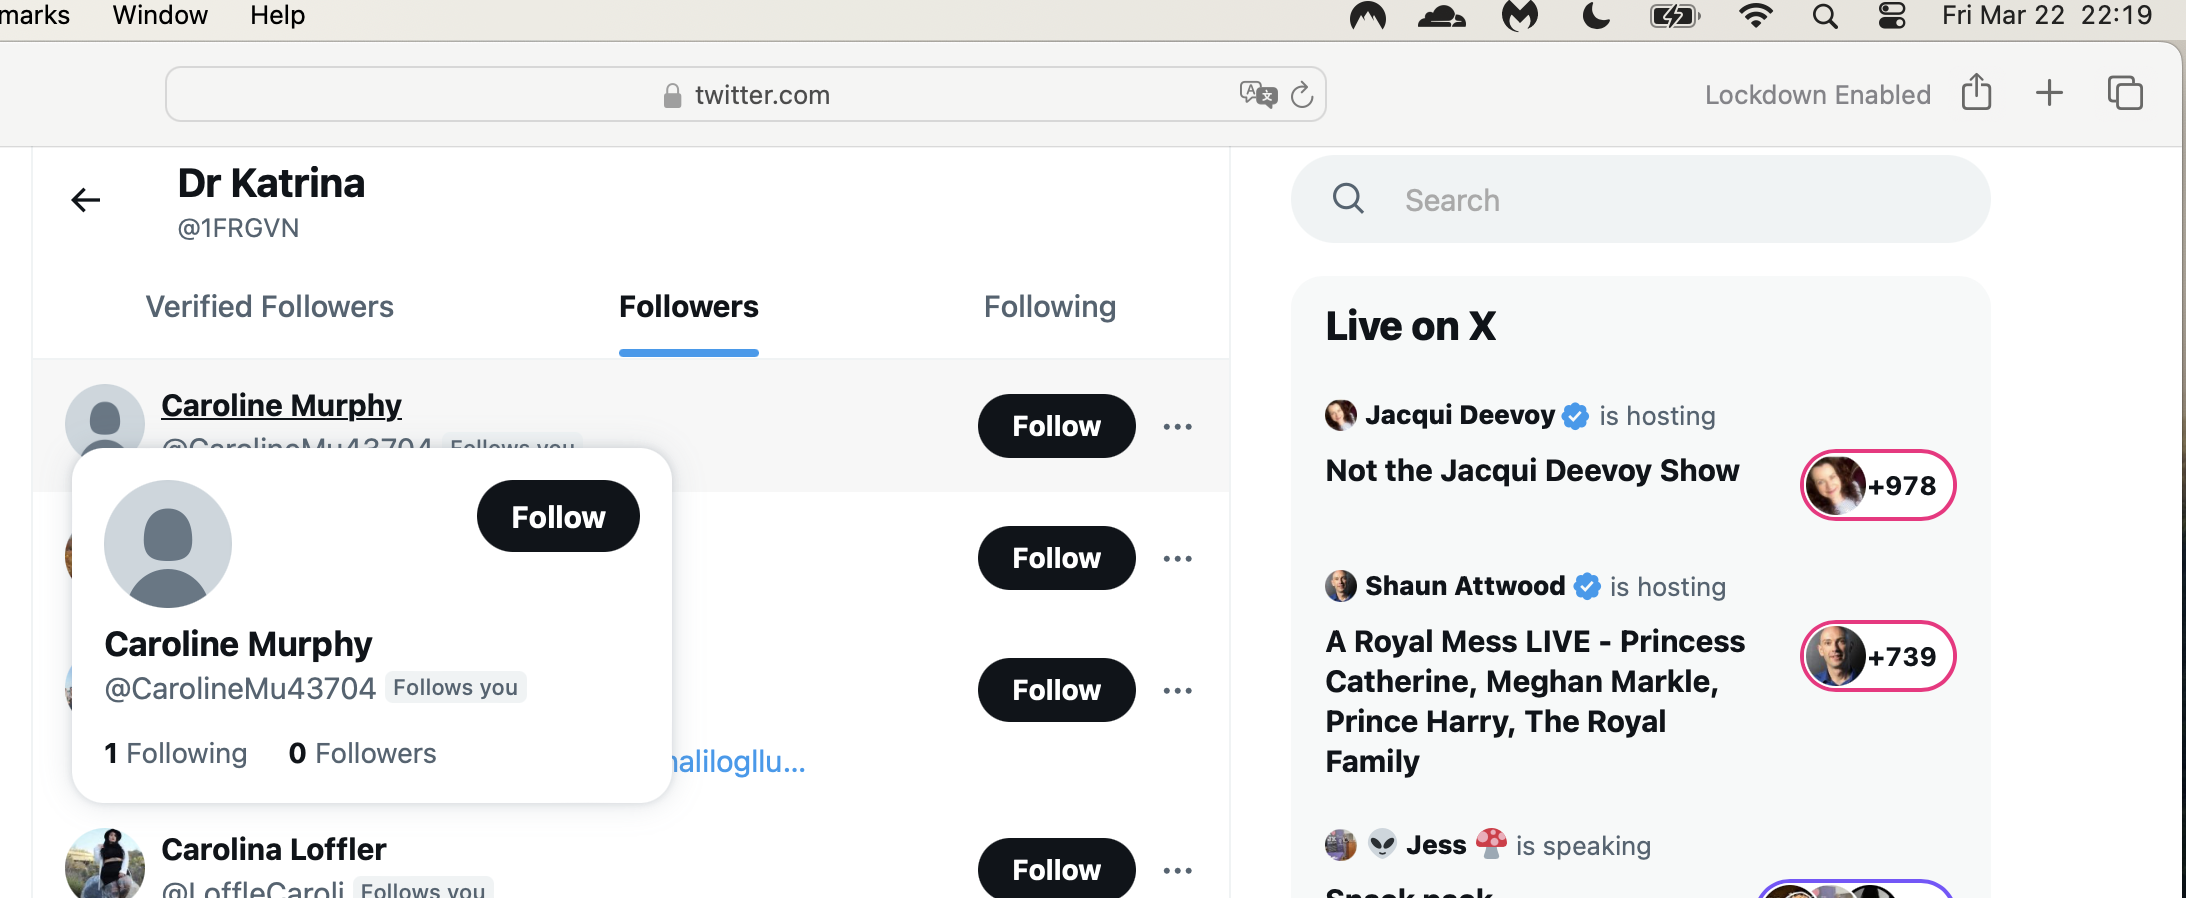 marks Window Help Fri Mar 22 22:19
twitter.com
Lockdown Enabled
Dr Katrina
@1FRGVN
Verified Followers Followers Following
Caroline Murphy
@CarolineMu43704 Follows you
Follow
Follow
Caroline Murphy
@CarolineMu43704 Follows you
1 Following 0 Followers
Follow
Follow
nalilogllu...
Carolina Loffler
@LoffleCaroli Follows you
Follow
Search
Live on X
Jacqui Deevoy is hosting
Not the Jacqui Deevoy Show
+978
Shaun Attwood is hosting
A Royal Mess LIVE - Princess
Catherine, Meghan Markle,
Prince Harry, The Royal
Family
+739
Jess is speaking